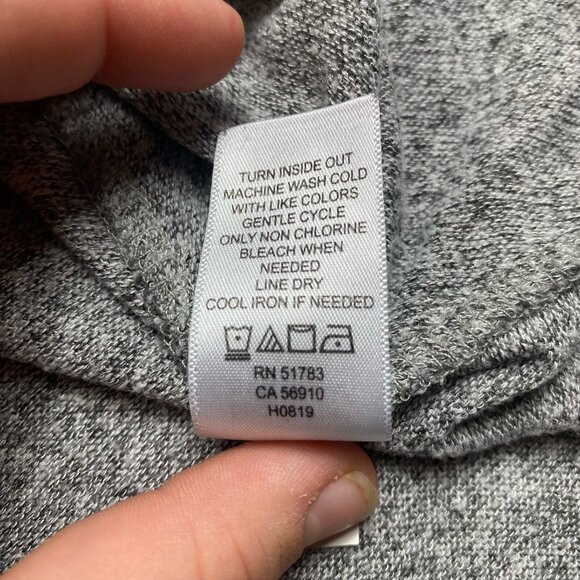 TURN INSIDE OUT
MACHINE WASH COLD
WITH LIKE COLORS
GENTLE CYCLE
ONLY NON CHLORINE
BLEACH WHEN
NEEDED
LINE DRY
COOL IRON IF NEEDED
RN 51783
CA 56910
H0819